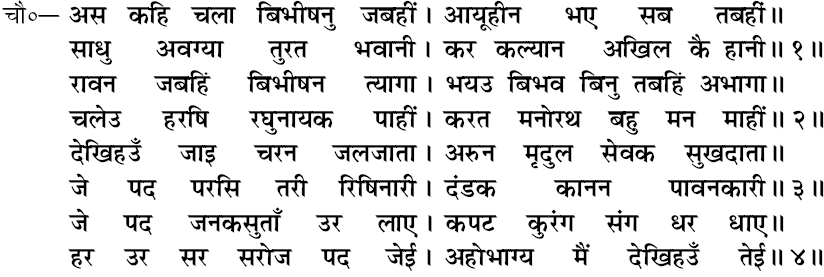 चौ०— अस कहि चला बिभीषनु जबहीं। आयूहीन भए सब तबहीं॥
साधु अवग्या तुरत भवानी। कर कल्यान अखिल कै हानी॥ १॥
रावन जबहिं बिभीषन त्यागा। भयउ बिभव बिनु तबहिं अभागा॥
चलेउ हरषि रघुनायक पाहीं। करत मनोरथ बहु मन माहीं॥ २॥
देखिहउँ जाइ चरन जलजाता। अरुन मृदुल सेवक सुखदाता॥
जे पद परसि तरी रिषिनारी। दंडक कानन पावनकारी॥ ३॥
जे पद जनकसुताँ उर लाए। कपट कुरंग संग धर धाए॥
हर उर सर सरोज पद जेई। अहोभाग्य मैं देखिहउँ तेई॥ ४॥